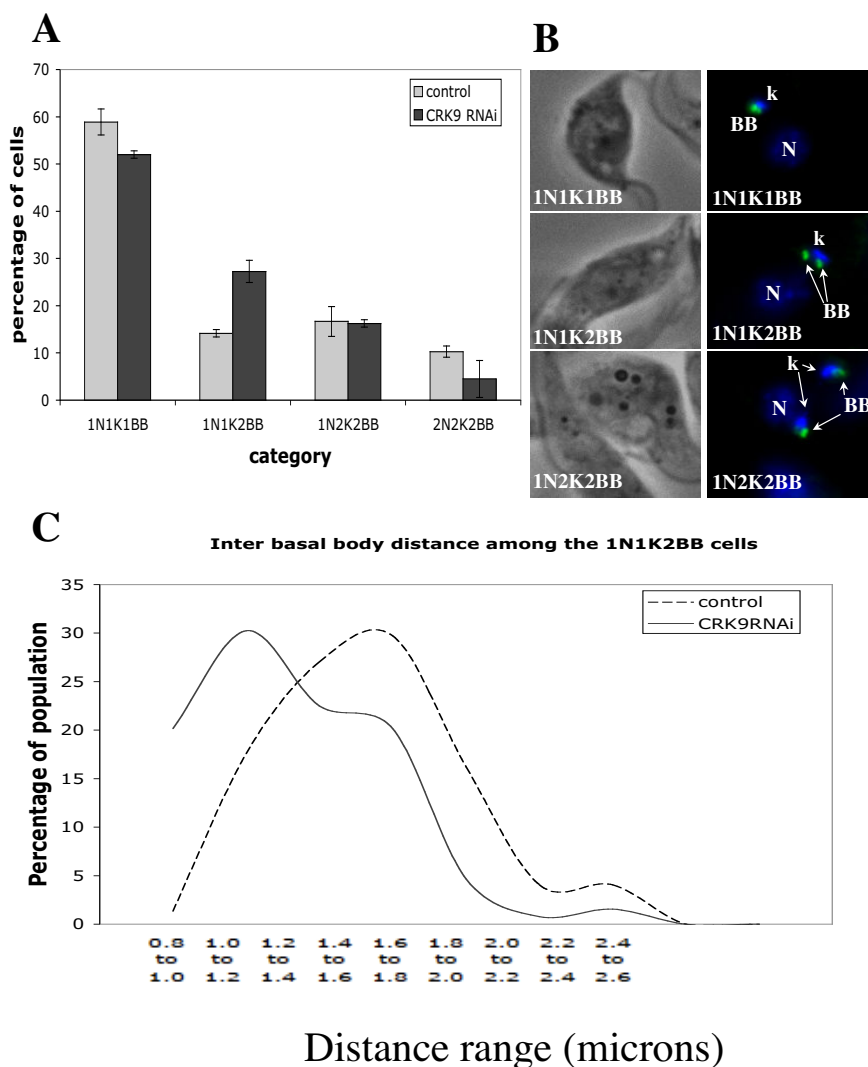 A
percentage of cells
70
60
50
40
30
20
10
0
control
CRK9 RNAi
1N1K1BB
1N1K2BB
1N2K2BB
2N2K2BB
category
B
1N1K1BB
k
BB
N
1N1K1BB
1N1K2BB
k
N
BB
1N1K2BB
1N2K2BB
k
N
BB
1N2K2BB
C
Inter basal body distance among the 1N1K2BB cells
Percentage of population
35
30
25
20
15
10
5
0
control
CRK9RNAi
0.8 1.0 1.2 1.4 1.6 1.8 2.0 2.2 2.4
to to to to to to to to to
1.0 1.2 1.4 1.6 1.8 2.0 2.2 2.4 2.6
Distance range (microns)